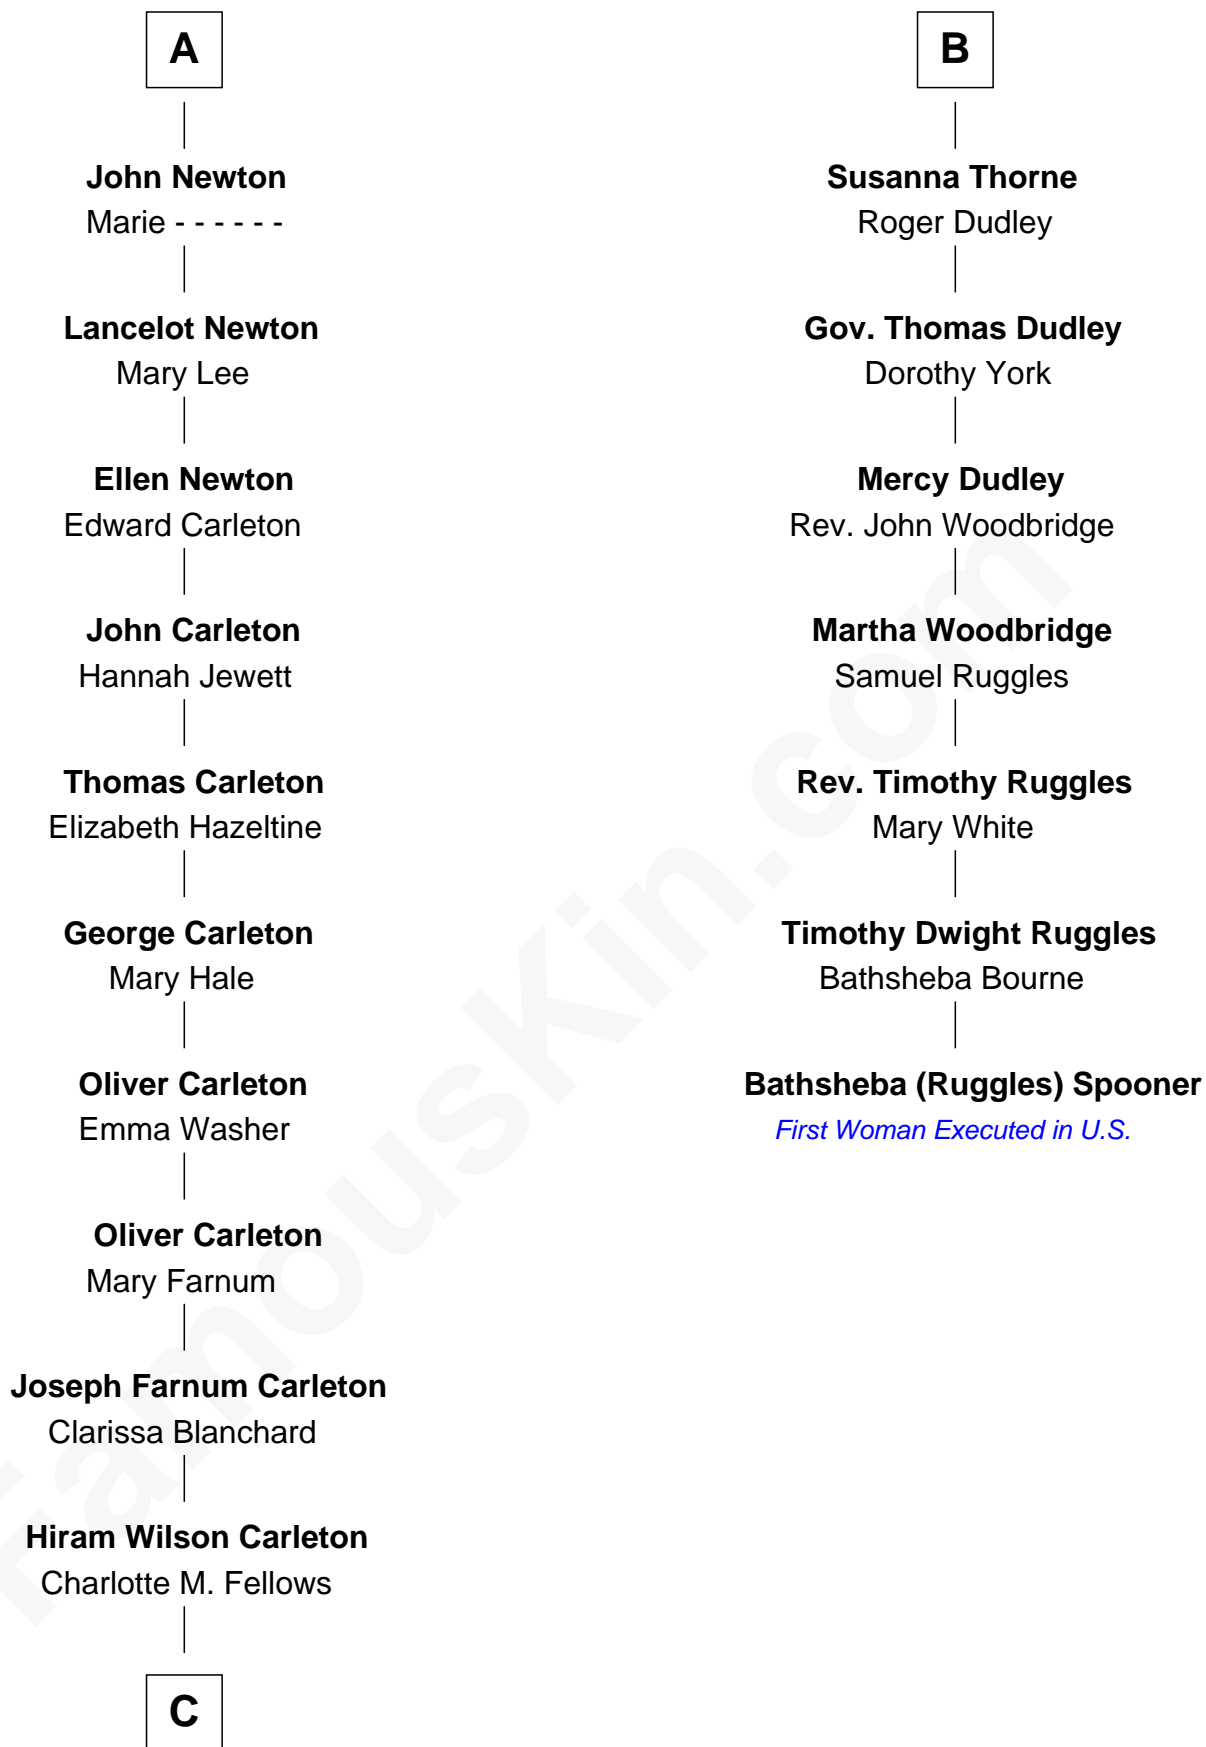 A
John Newton
Marie - - - - - -
Lancelot Newton
Mary Lee
Ellen Newton
Edward Carleton
John Carleton
Hannah Jewett
Thomas Carleton
Elizabeth Hazeltine
George Carleton
Mary Hale
Oliver Carleton
Emma Washer
Oliver Carleton
Mary Farnum
Joseph Farnum Carleton
Clarissa Blanchard
Hiram Wilson Carleton
Charlotte M. Fellows
C
B
Susanna Thorne
Roger Dudley
Gov. Thomas Dudley
Dorothy York
Mercy Dudley
Rev. John Woodbridge
Martha Woodbridge
Samuel Ruggles
Rev. Timothy Ruggles
Mary White
Timothy Dwight Ruggles
Bathsheba Bourne
Bathsheba (Ruggles) Spooner
First Woman Executed in U.S.
FamousKin.com